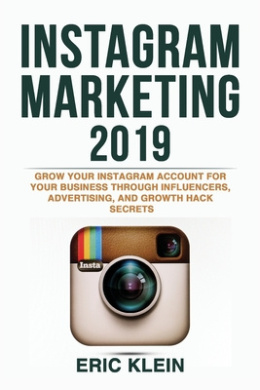 INSTAGRAM
MARKETING
2019
GROW YOUR INSTAGRAM ACCOUNT FOR
YOUR BUSINESS THROUGH INFLUENCERS,
ADVERTISING, AND GROWTH HACK
SECRETS
Insta
ERIC KLEIN